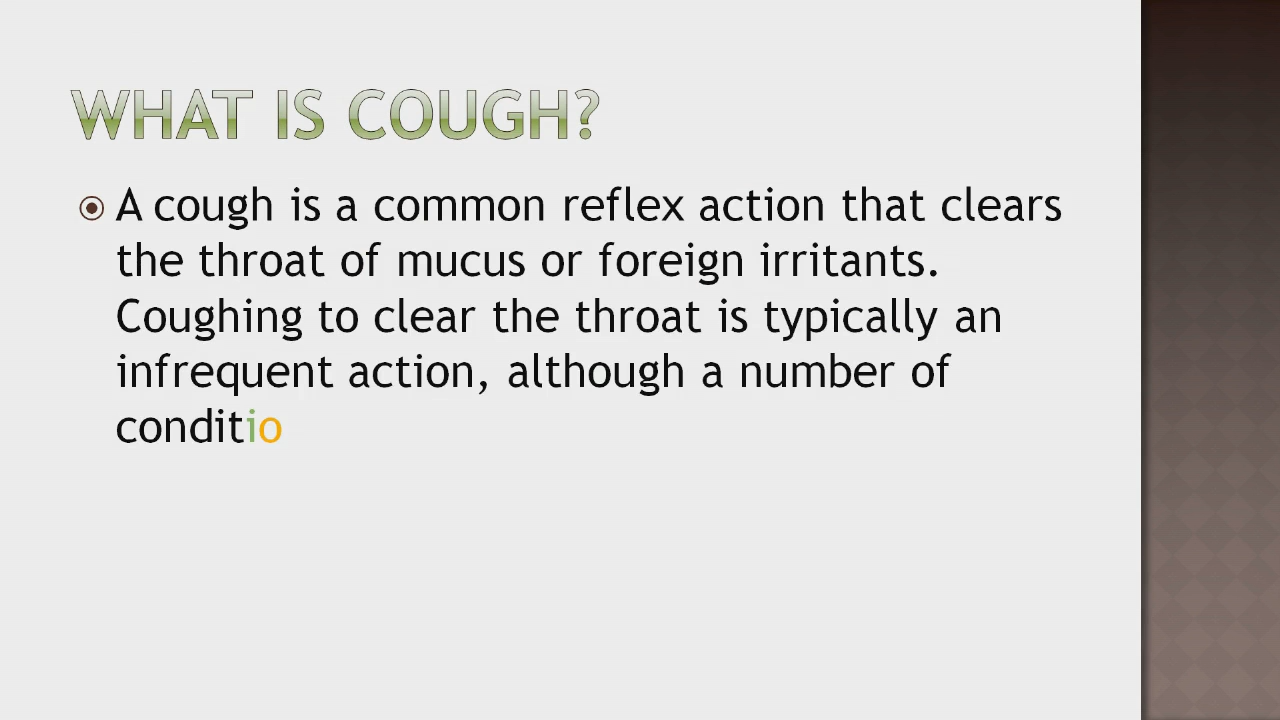 WHAT IS COUGH?
A cough is a common reflex action that clears
the throat of mucus or foreign irritants.
Coughing to clear the throat is typically an
infrequent action, although a number of
conditio